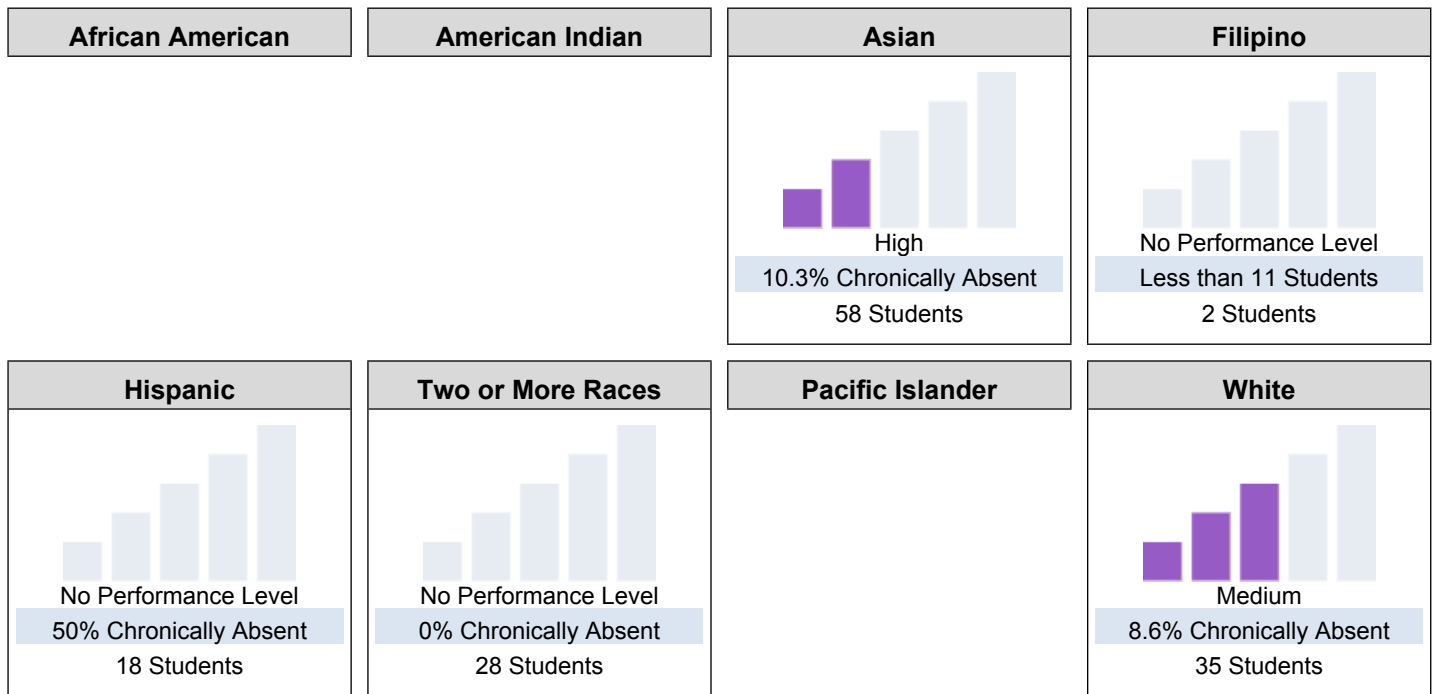 African American
American Indian
Asian
Filipino
High
10.3% Chronically Absent
58 Students
No Performance Level
Less than 11 Students
2 Students
Hispanic
Two or More Races
Pacific Islander
White
No Performance Level
50% Chronically Absent
18 Students
No Performance Level
0% Chronically Absent
28 Students
Medium
8.6% Chronically Absent
35 Students